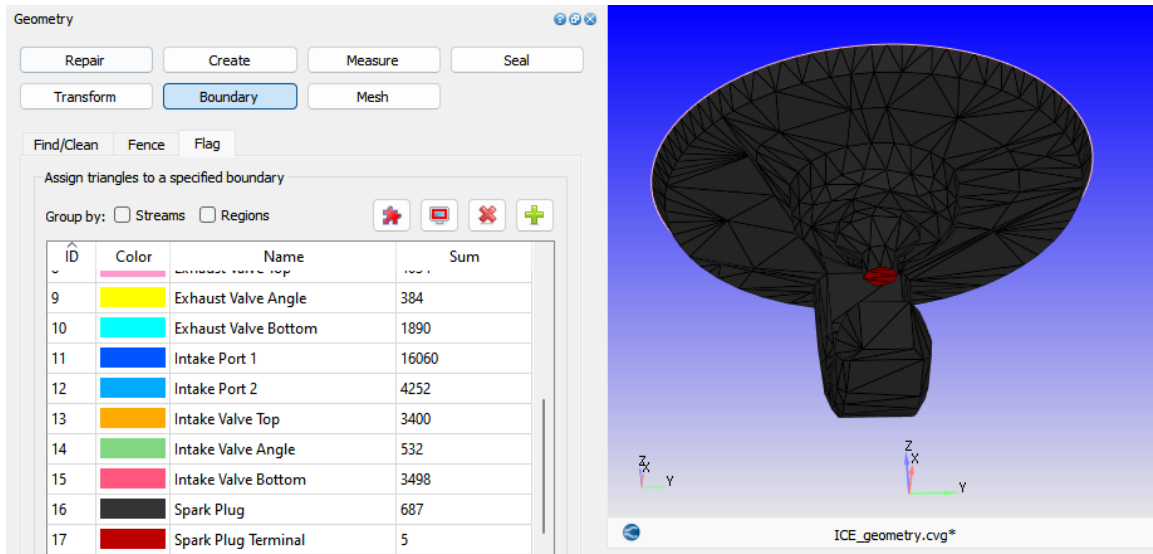 Geometry
Repair Create Measure Seal
Transform Boundary Mesh
Find/Clean Fence Flag
Assign triangles to a specified boundary
Group by: Streams Regions
ID Color Name Sum
9 Exhaust Valve Angle 384
10 Exhaust Valve Bottom 1890
11 Intake Port 1 16060
12 Intake Port 2 4252
13 Intake Valve Top 3400
14 Intake Valve Angle 532
15 Intake Valve Bottom 3498
16 Spark Plug 687
17 Spark Plug Terminal 5
Z X Y
Z X Y
ICE_geometry.cvg*